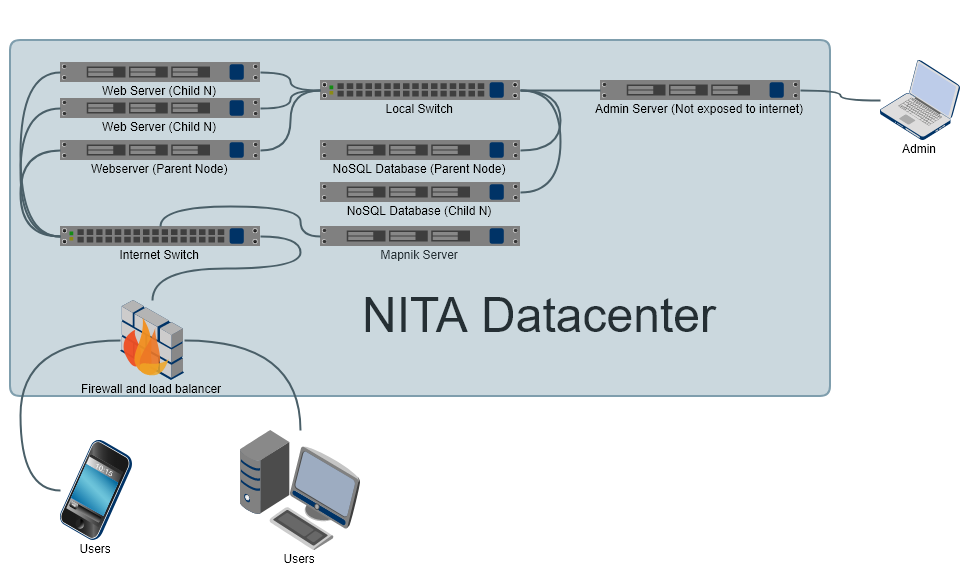 Web Server (Child N)
Local Switch
Admin Server (Not exposed to internet)
Web Server (Child N)
Admin
Webserver (Parent Node)
NoSQL Database (Parent Node)
NoSQL Database (Child N)
Internet Switch
Mapnik Server
NITA Datacenter
Firewall and load balancer
10:15
Users
Users